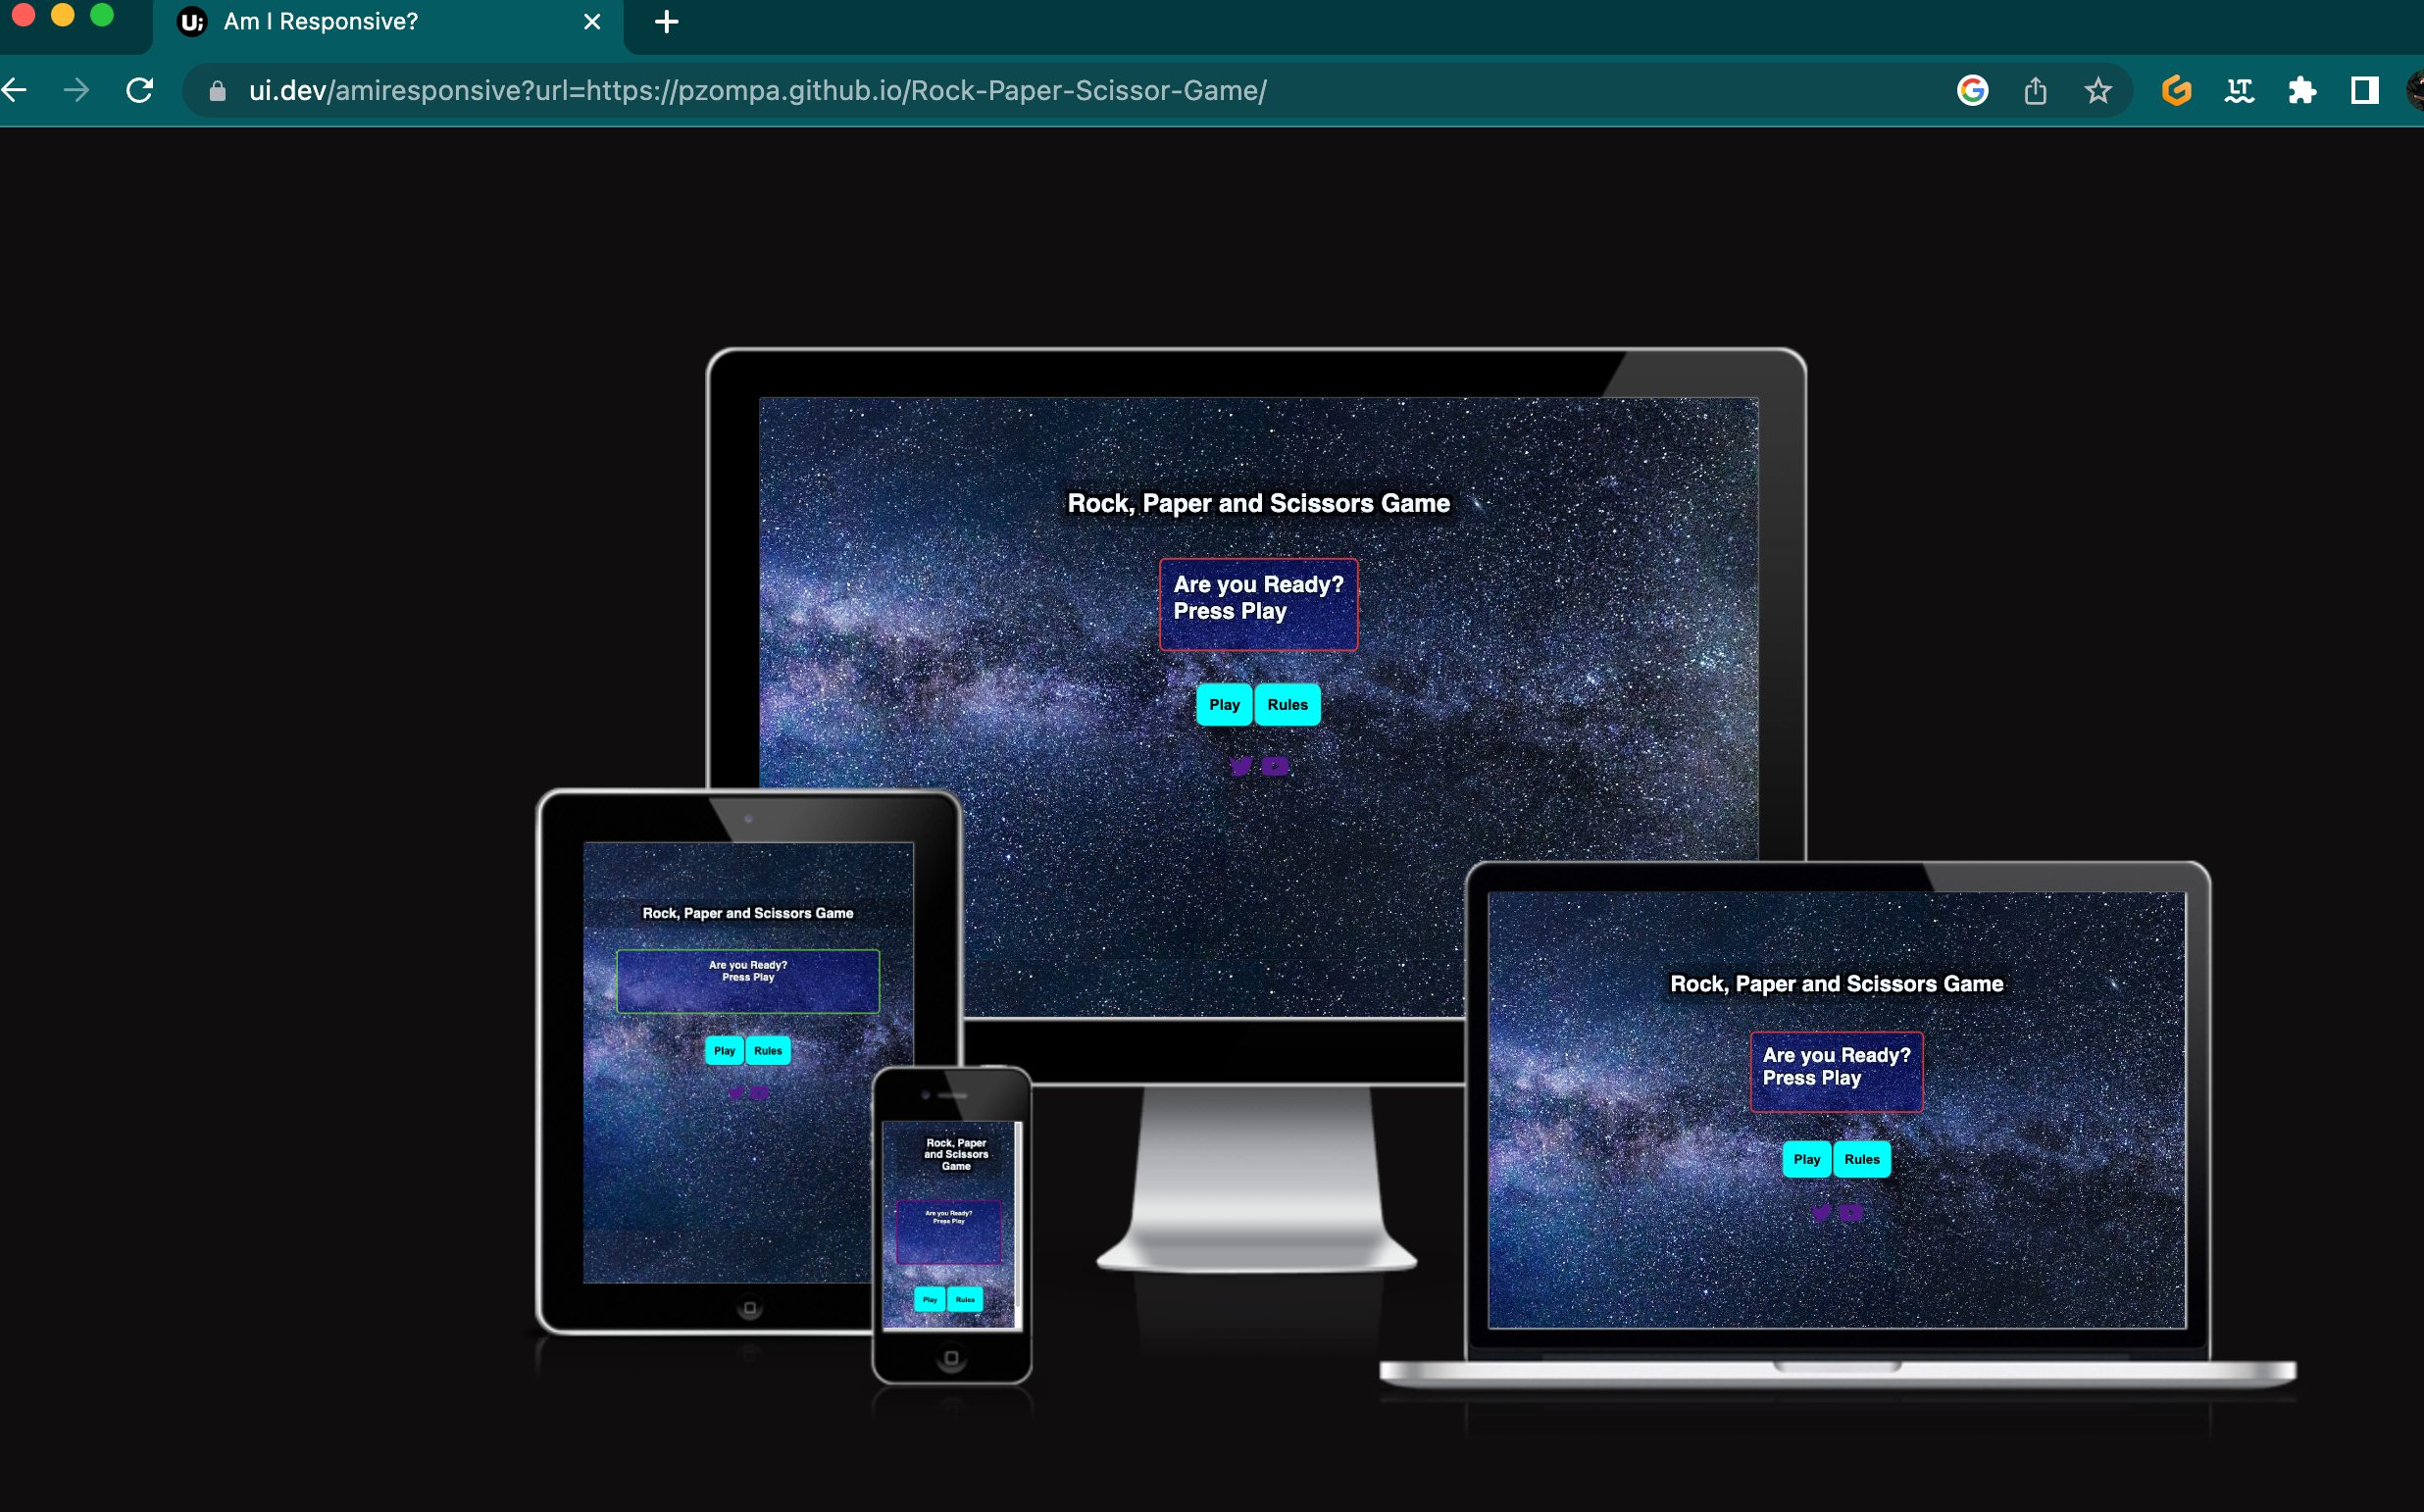 Am I Responsive?
ui.dev/amiresponsive?url=https://pzompa.github.io/Rock-Paper-Scissor-Game/
Rock, Paper and Scissors Game
Are you Ready?
Press Play
Play Rules
Rock, Paper and Scissors Game
Are you Ready?
Press Play
Play Rules
Rock, Paper
and Scissors
Game
Are you Ready?
Press Play
Play Rules
Rock, Paper and Scissors Game
Are you Ready?
Press Play
Play Rules